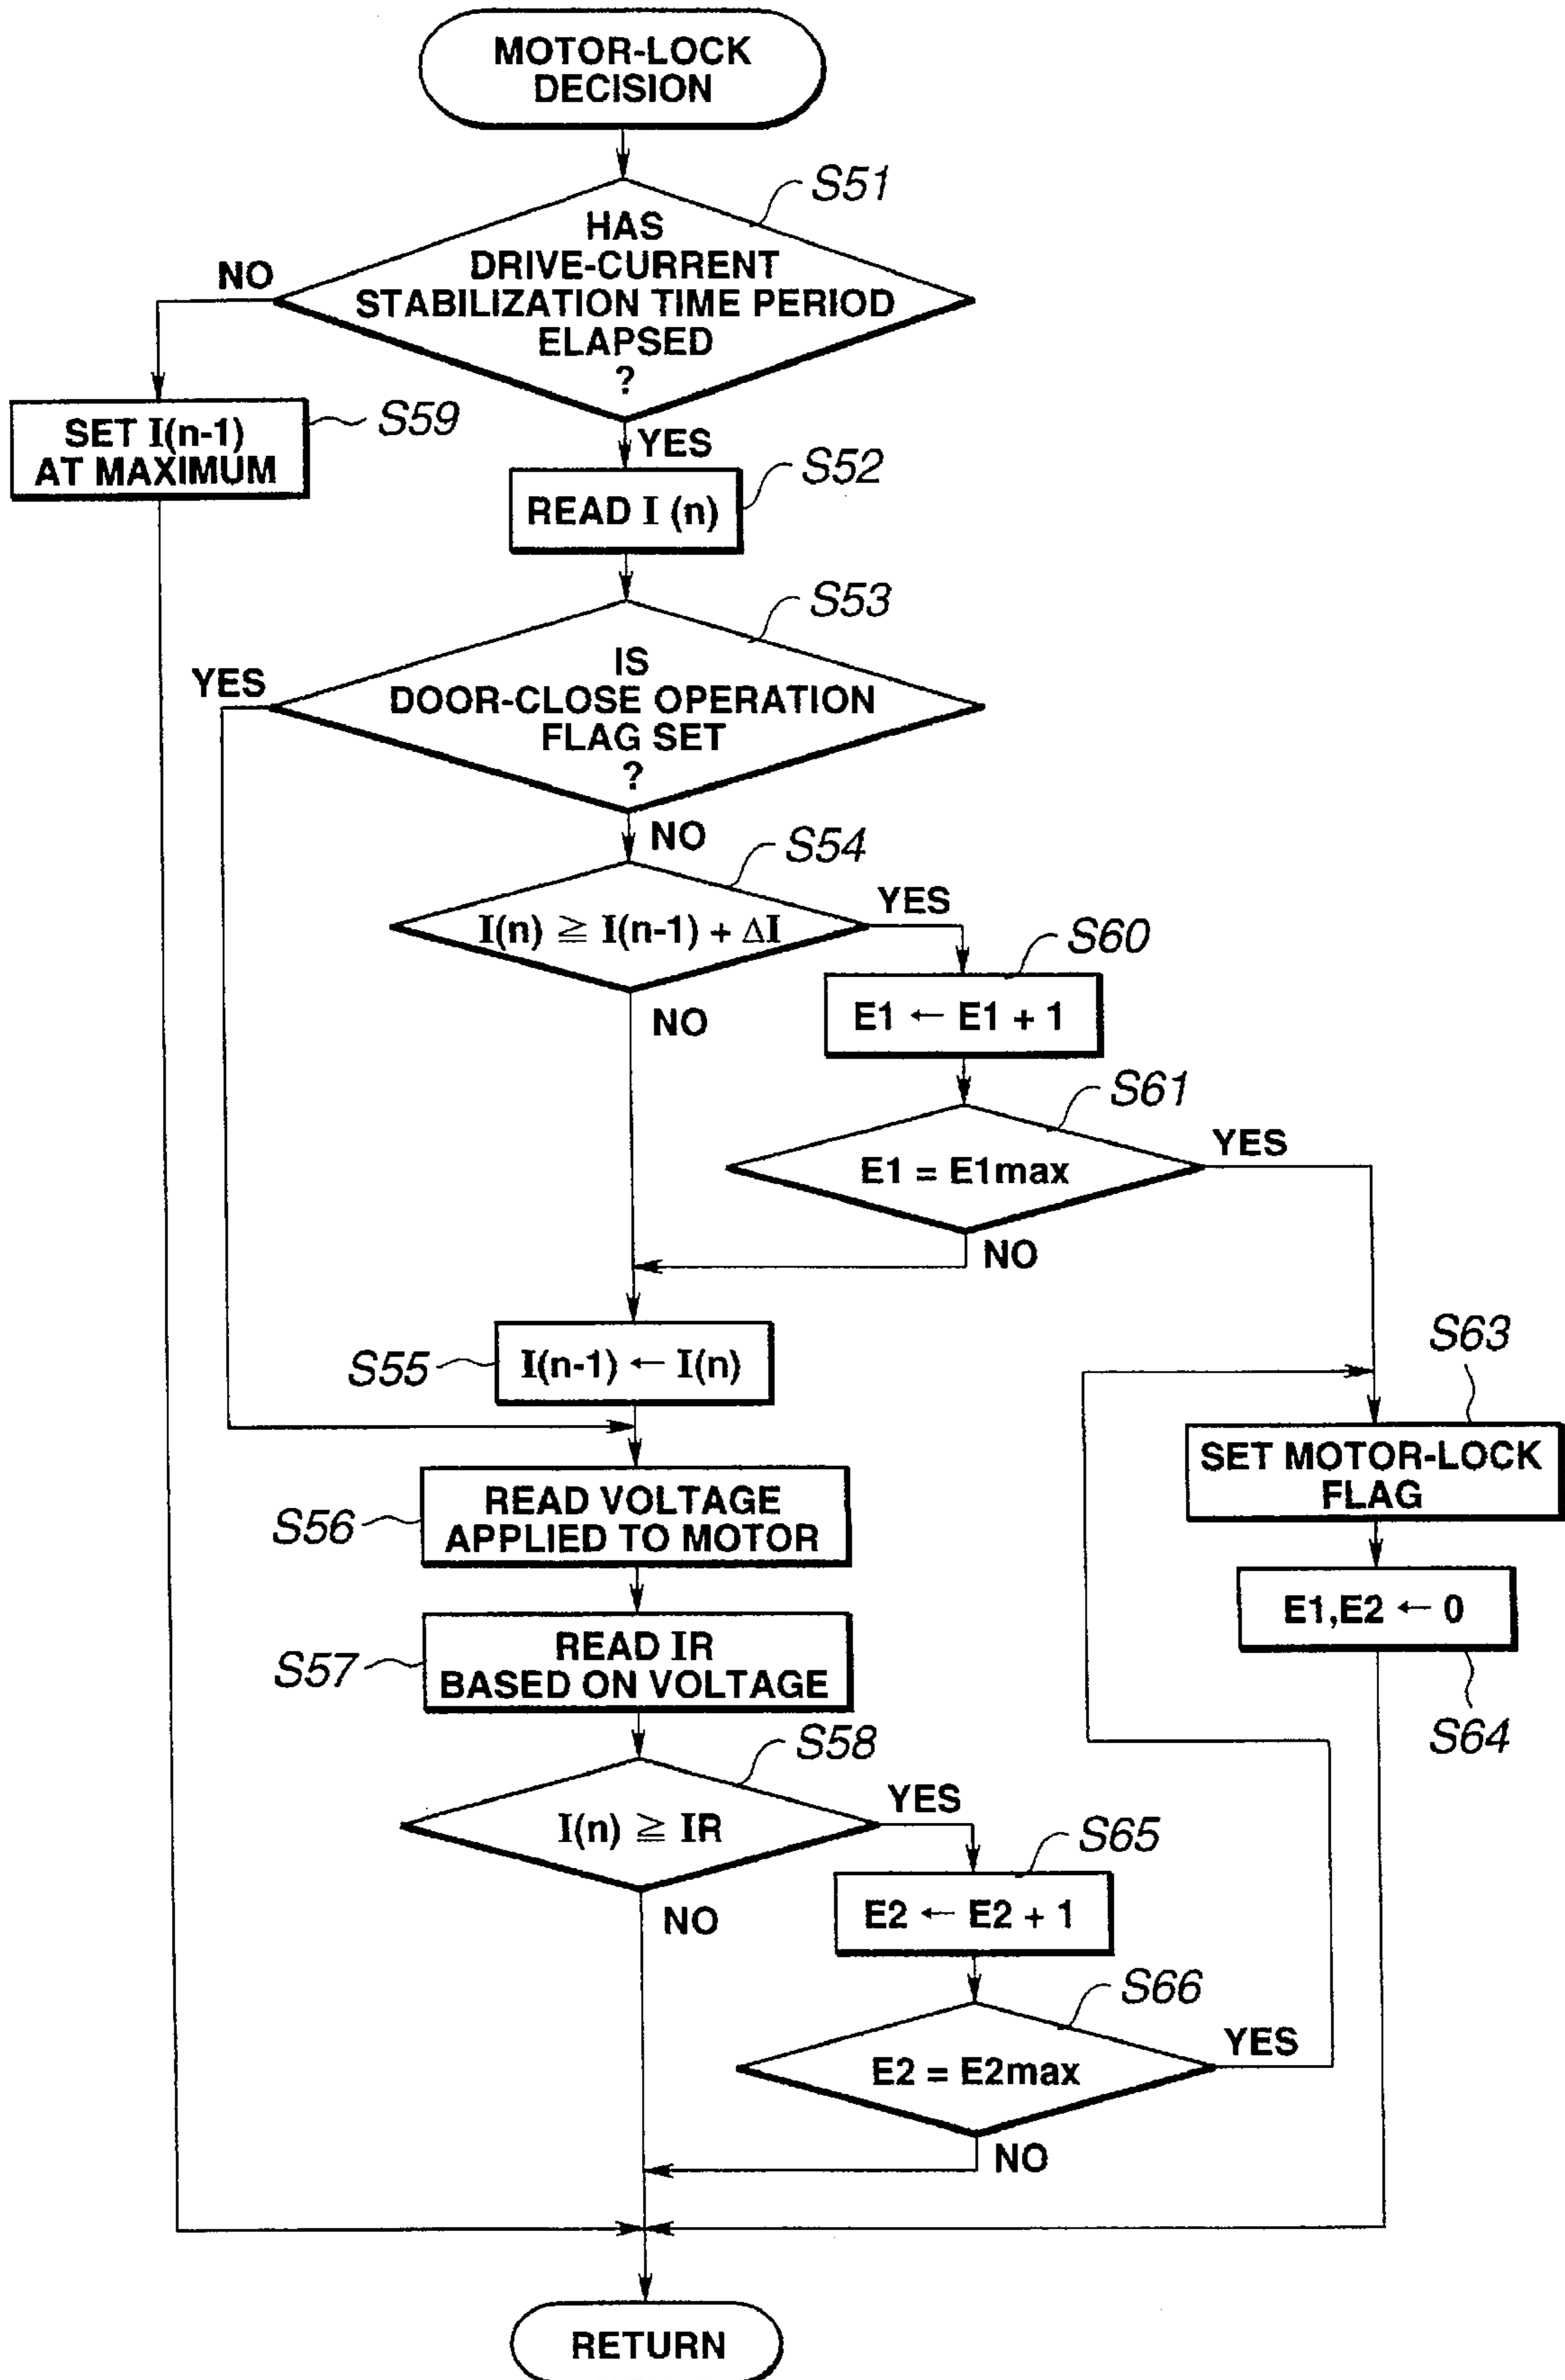 MOTOR-LOCK
DECISION
S51
HAS
DRIVE-CURRENT
STABILIZATION TIME PERIOD
ELAPSED
?
NO
YES
S59
SET I(n-1)
AT MAXIMUM
S52
READ I (n)
S53
IS
DOOR-CLOSE OPERATION
FLAG SET
?
YES
NO
S54
I(n) ≧ I(n-1) + ΔI
YES
NO
S60
E1 ← E1 + 1
S61
E1 = E1max
YES
NO
S55
I(n-1) ← I(n)
S63
SET MOTOR-LOCK
FLAG
S56
READ VOLTAGE
APPLIED TO MOTOR
E1,E2 ← 0
S64
S57
READ IR
BASED ON VOLTAGE
S58
I(n) ≧ IR
YES
NO
S65
E2 ← E2 + 1
S66
E2 = E2max
YES
NO
RETURN